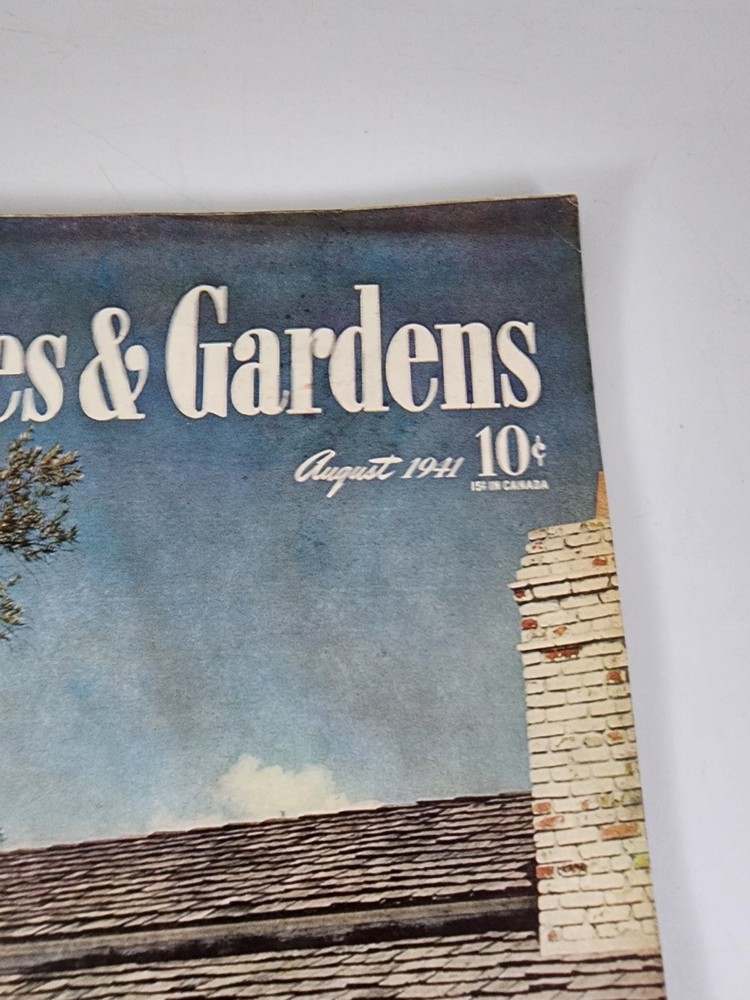 es & Gardens
August 1941 10¢
15¢ IN CANADA